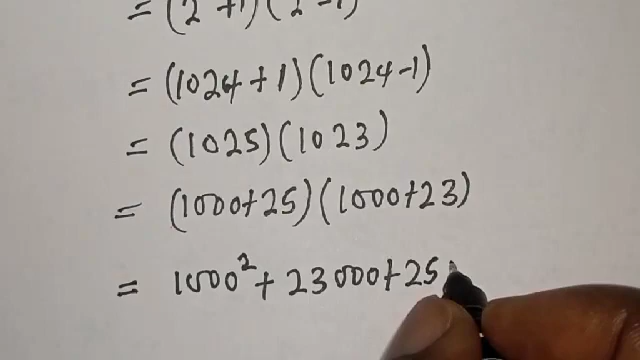 = (1024+1)(1024-1)
= (1025)(1023)
= (1000+25)(1000+23)
= 1000² + 23000+25